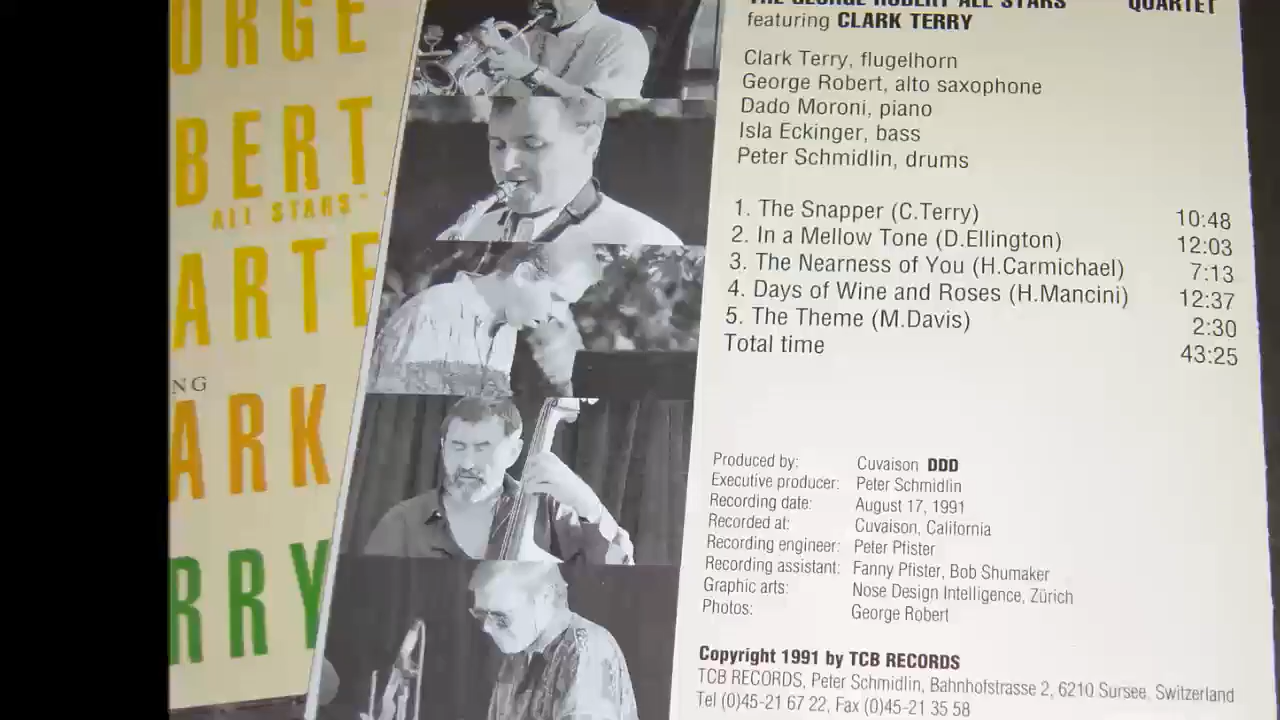 ORGE
BERT
ALL STARS
ARTE
NG
ARK
RRY
THE GEORGE ROBERT ALL STARS QUARTET
featuring CLARK TERRY
Clark Terry, flugelhorn
George Robert, alto saxophone
Dado Moroni, piano
Isla Eckinger, bass
Peter Schmidlin, drums
1. The Snapper (C.Terry) 10:48
2. In a Mellow Tone (D.Ellington) 12:03
3. The Nearness of You (H.Carmichael) 7:13
4. Days of Wine and Roses (H.Mancini) 12:37
5. The Theme (M.Davis) 2:30
Total time 43:25
Produced by: Cuvaison DDD
Executive producer: Peter Schmidlin
Recording date: August 17, 1991
Recorded at: Cuvaison, California
Recording engineer: Peter Pfister
Recording assistant: Fanny Pfister, Bob Shumaker
Graphic arts: Nose Design Intelligence, Zürich
Photos: George Robert
Copyright 1991 by TCB RECORDS
TCB RECORDS, Peter Schmidlin, Bahnhofstrasse 2, 6210 Sursee, Switzerland
Tel (0)45-21 67 22, Fax (0)45-21 35 58